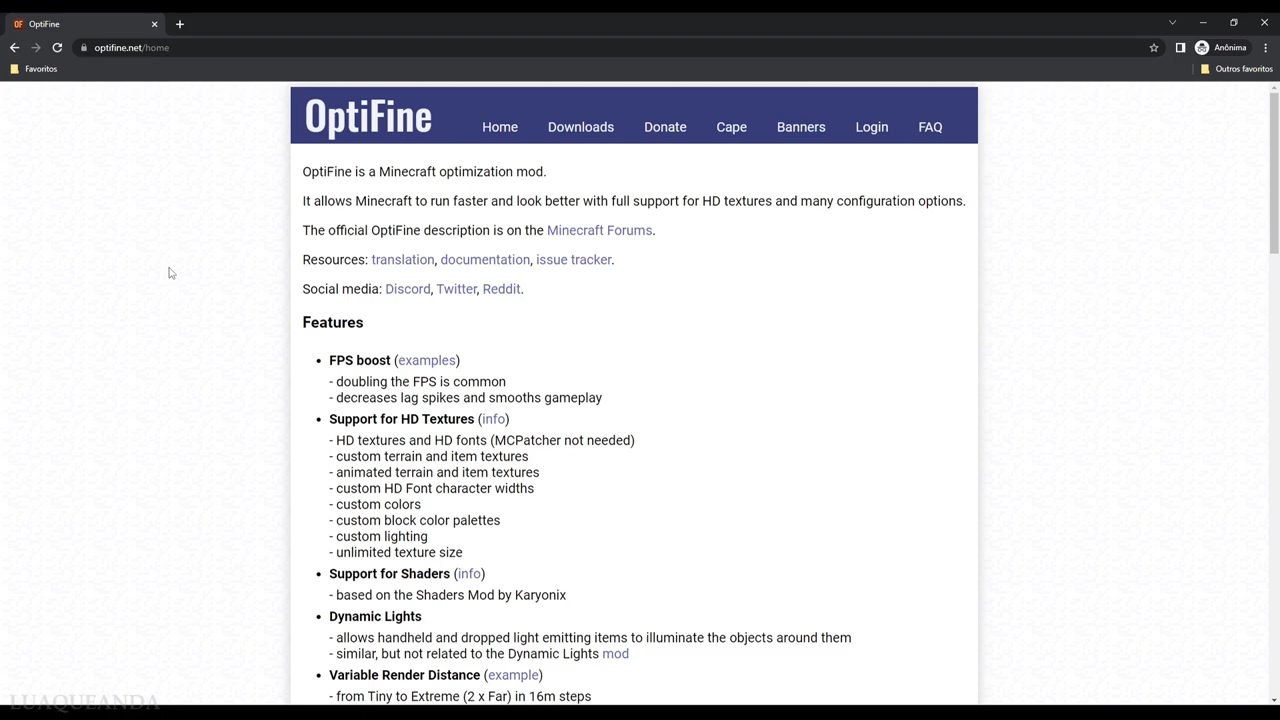 OptiFine
optifine.net/home
Anônima
Favoritos
Outros favoritos
OptiFine
Home Downloads Donate Cape Banners Login FAQ
OptiFine is a Minecraft optimization mod.
It allows Minecraft to run faster and look better with full support for HD textures and many configuration options.
The official OptiFine description is on the Minecraft Forums.
Resources: translation, documentation, issue tracker.
Social media: Discord, Twitter, Reddit.
Features
• FPS boost (examples)
- doubling the FPS is common
- decreases lag spikes and smooths gameplay
• Support for HD Textures (info)
- HD textures and HD fonts (MCPatcher not needed)
- custom terrain and item textures
- animated terrain and item textures
- custom HD Font character widths
- custom colors
- custom block color palettes
- custom lighting
- unlimited texture size
• Support for Shaders (info)
- based on the Shaders Mod by Karyonix
• Dynamic Lights
- allows handheld and dropped light emitting items to illuminate the objects around them
- similar, but not related to the Dynamic Lights mod
• Variable Render Distance (example)
- from Tiny to Extreme (2 x Far) in 16m steps
LUAQUEANDA